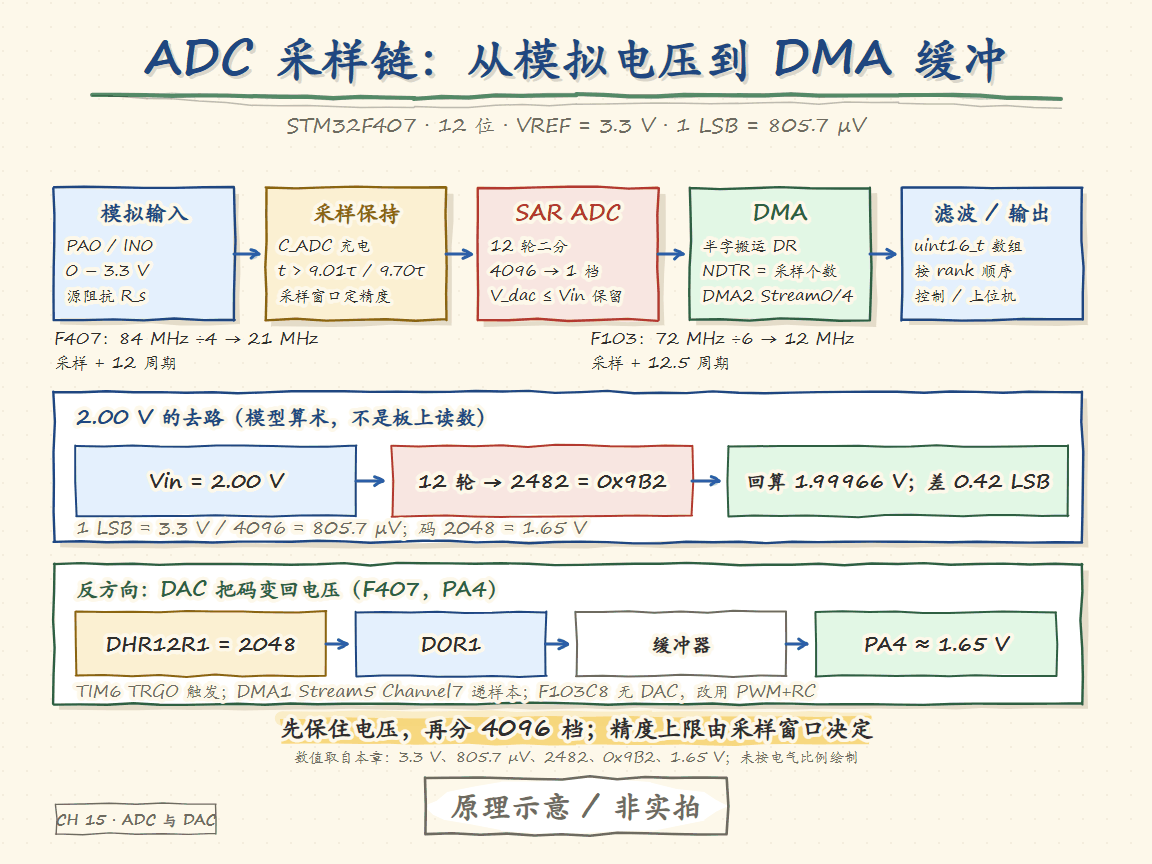 ADC 采样链：从模拟电压到 DMA 缓冲
STM32F407 · 12 位 · VREF = 3.3 V · 1 LSB = 805.7 μV
模拟输入
PA0 / IN0
0 – 3.3 V
源阻抗 R_s
采样保持
C_ADC 充电
t > 9.01τ / 9.70τ
采样窗口定精度
SAR ADC
12 轮二分
4096 → 1 档
V_dac ≤ Vin 保留
DMA
半字搬运 DR
NDTR = 采样个数
DMA2 Stream0/4
滤波 / 输出
uint16_t 数组
按 rank 顺序
控制 / 上位机
F407：84 MHz ÷4 → 21 MHz
采样 + 12 周期
F103：72 MHz ÷6 → 12 MHz
采样 + 12.5 周期
2.00 V 的去路（模型算术，不是板上读数）
Vin = 2.00 V
12 轮 → 2482 = 0x9B2
回算 1.99966 V；差 0.42 LSB
1 LSB = 3.3 V / 4096 = 805.7 μV；码 2048 = 1.65 V
反方向：DAC 把码变回电压（F407，PA4）
DHR12R1 = 2048
DOR1
缓冲器
PA4 ≈ 1.65 V
TIM6 TRGO 触发；DMA1 Stream5 Channel7 递样本；F103C8 无 DAC，改用 PWM+RC
先保住电压，再分 4096 档；精度上限由采样窗口决定
数值取自本章：3.3 V、805.7 μV、2482、0x9B2、1.65 V；未按电气比例绘制
原理示意 / 非实拍
CH 15 · ADC 与 DAC